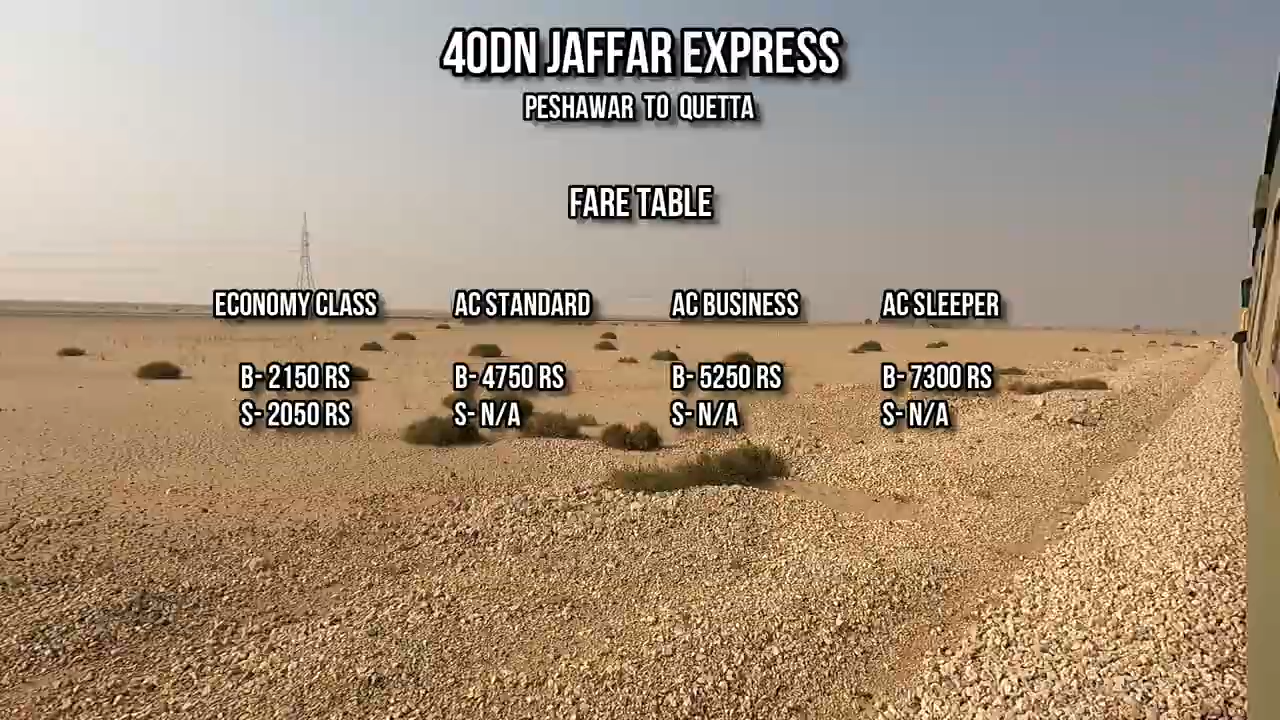 40DN JAFFAR EXPRESS
PESHAWAR TO QUETTA
FARE TABLE
ECONOMY CLASS AC STANDARD AC BUSINESS AC SLEEPER
B- 2150 RS B- 4750 RS B- 5250 RS B- 7300 RS
S- 2050 RS S- N/A S- N/A S- N/A